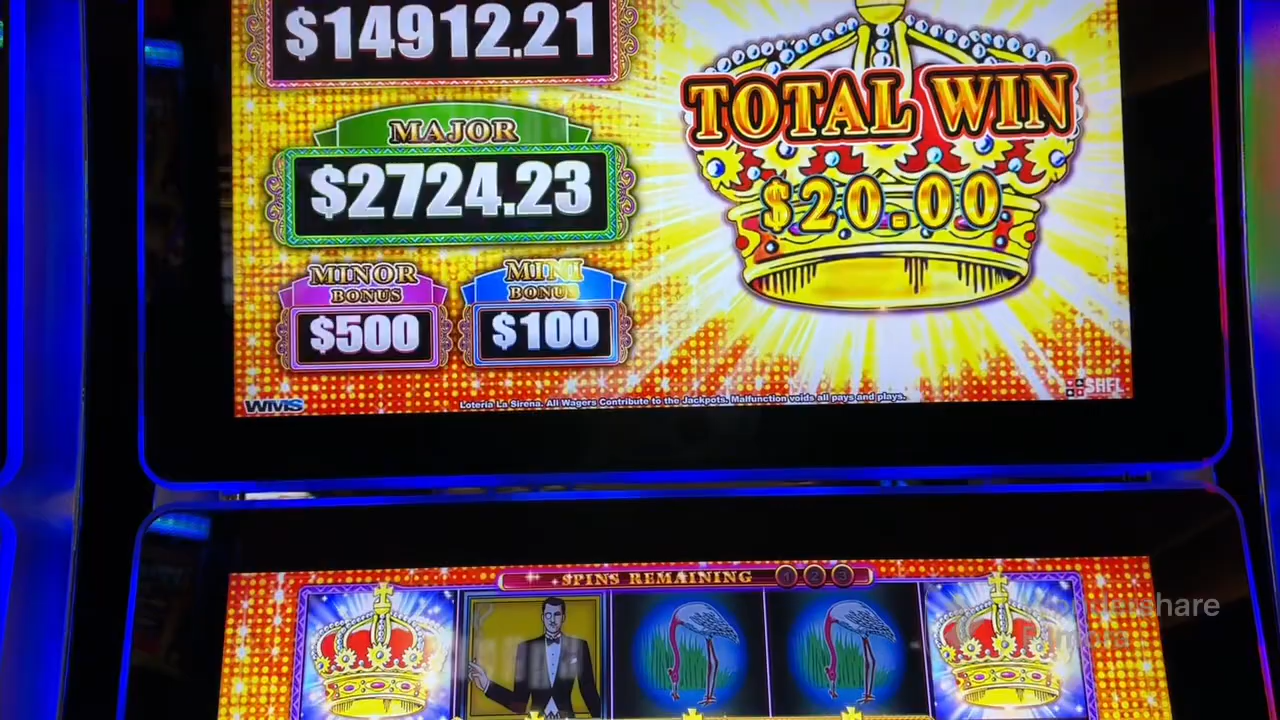 $14912.21
MAJOR
$2724.23
MINOR
BONUS
$500
MINI
BONUS
$100
TOTAL WIN
$20.00
WMS
Loteria La Sirena. All Wagers Contribute to the Jackpots. Malfunction voids all pays and plays.
SHFL
SPINS REMAINING 1 2 3